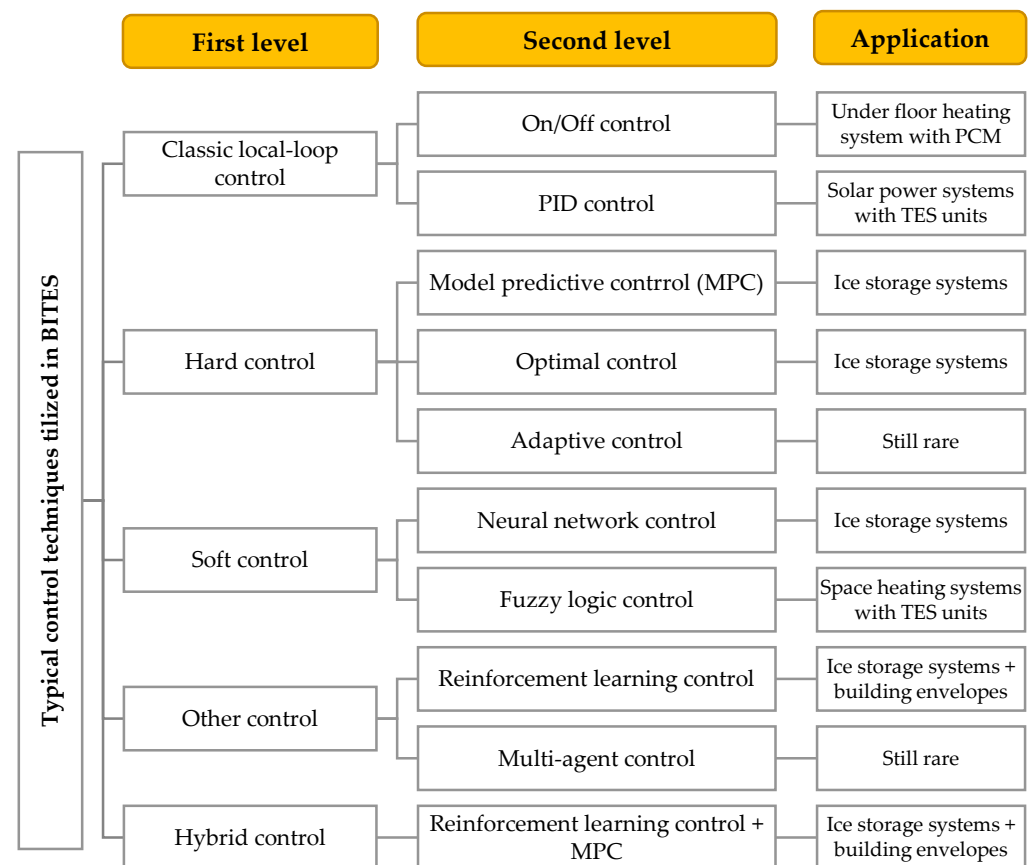 First level
Second level
Application
Typical control techniques tilized in BITES
Classic local-loop
control
On/Off control
Under floor heating
system with PCM
PID control
Solar power systems
with TES units
Hard control
Model predictive contrrol (MPC)
Ice storage systems
Optimal control
Ice storage systems
Adaptive control
Still rare
Soft control
Neural network control
Ice storage systems
Fuzzy logic control
Space heating systems
with TES units
Other control
Reinforcement learning control
Ice storage systems +
building envelopes
Multi-agent control
Still rare
Hybrid control
Reinforcement learning control +
MPC
Ice storage systems +
building envelopes